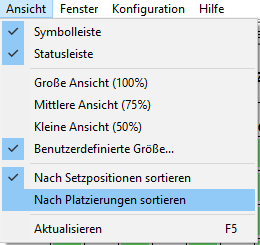 Ansicht Fenster Konfiguration Hilfe
Symbolleiste
Statusleiste
Große Ansicht (100%)
Mittlere Ansicht (75%)
Kleine Ansicht (50%)
Benutzerdefinierte Größe...
Nach Setzpositionen sortieren
Nach Platzierungen sortieren
Aktualisieren F5